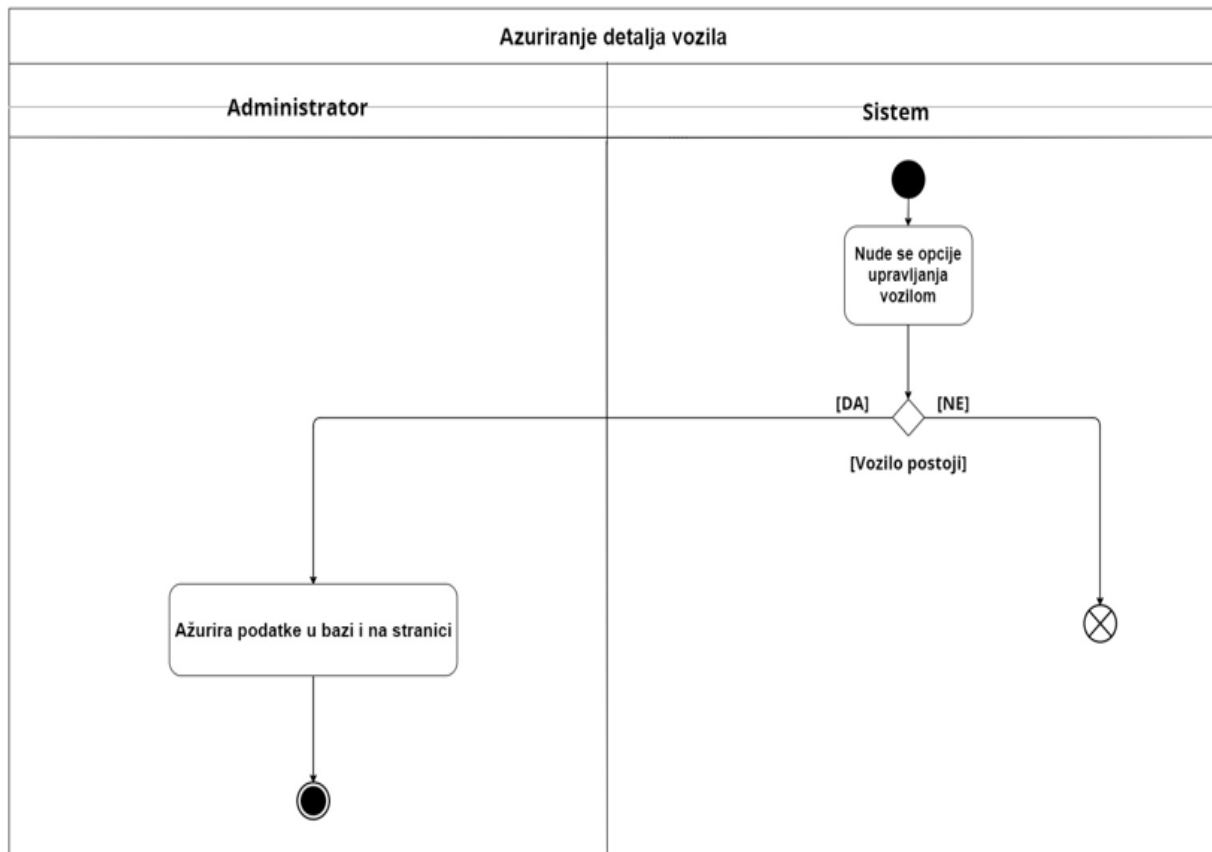 Azuriranje detalja vozila
Administrator
Sistem
Nude se opcije
upravljanja
vozilom
[DA]
[NE]
[Vozilo postoji]
Ažurira podatke u bazi i na stranici